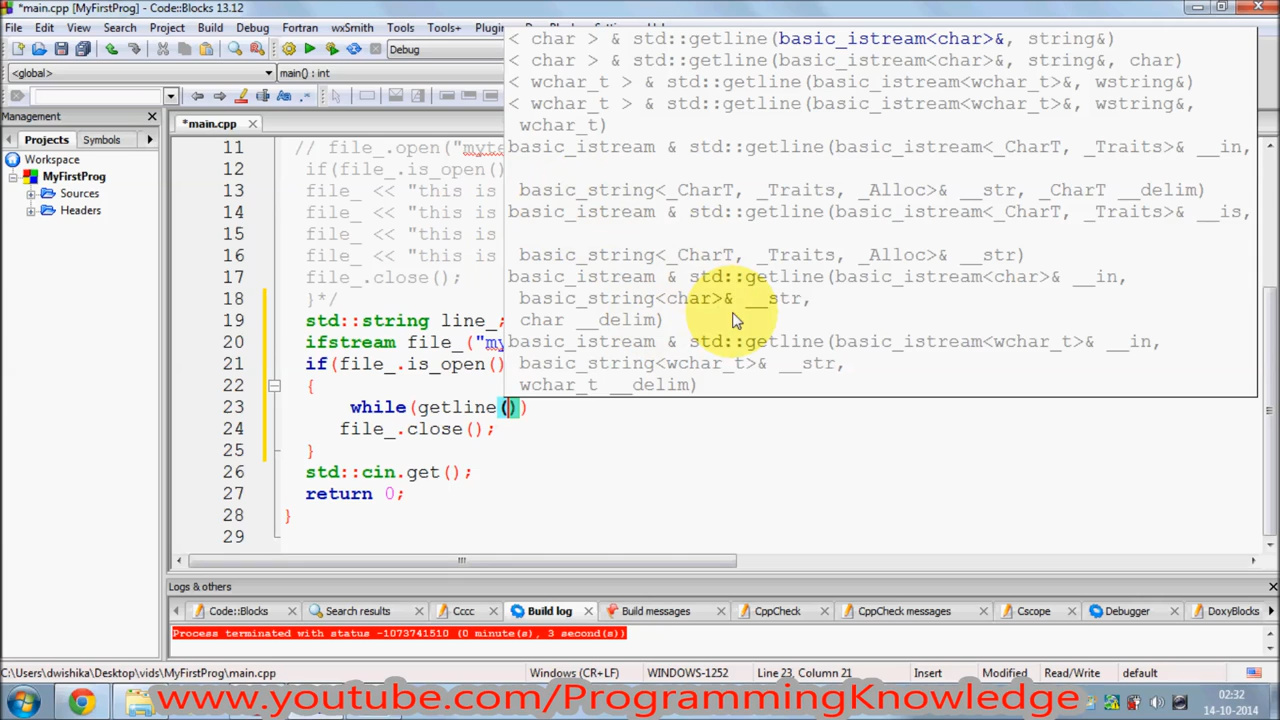 *main.cpp [MyFirstProg] - Code::Blocks 13.12
File Edit View Search Project Build Debug Fortran wxSmith Tools Tools+ Plugin
Debug
<global> main() : int
Management
Projects Symbols
Workspace
MyFirstProg
Sources
Headers
*main.cpp
< char > & std::getline(basic_istream<char>&, string&)
< char > & std::getline(basic_istream<char>&, string&, char)
< wchar_t > & std::getline(basic_istream<wchar_t>&, wstring&)
< wchar_t > & std::getline(basic_istream<wchar_t>&, wstring&,
wchar_t)
basic_istream & std::getline(basic_istream<_CharT, _Traits>& __in,
basic_string<_CharT, _Traits, _Alloc>& __str, _CharT __delim)
basic_istream & std::getline(basic_istream<_CharT, _Traits>& __is,
basic_string<_CharT, _Traits, _Alloc>& __str)
basic_istream & std::getline(basic_istream<char>& __in,
basic_string<char>& __str,
char __delim)
basic_istream & std::getline(basic_istream<wchar_t>& __in,
basic_string<wchar_t>& __str,
wchar_t __delim)
11 // file_.open("myte
12 if(file_.is_open()
13 file_ << "this is
14 file_ << "this is
15 file_ << "this is
16 file_ << "this is
17 file_.close();
18 }*/
19 std::string line_;
20 ifstream file_("my
21 if(file_.is_open()
22 {
23 while(getline())
24 file_.close();
25 }
26 std::cin.get();
27 return 0;
28 }
29
Logs & others
Code::Blocks Search results Cccc Build log Build messages CppCheck CppCheck messages Cscope Debugger DoxyBlocks
Process terminated with status -1073741510 (0 minute(s), 3 second(s))
C:\Users\dwishika\Desktop\vids\MyFirstProg\main.cpp Windows (CR+LF) WINDOWS-1252 Line 23, Column 21 Insert Modified Read/Write default
www.youtube.com/ProgrammingKnowledge
02:32
14-10-2014